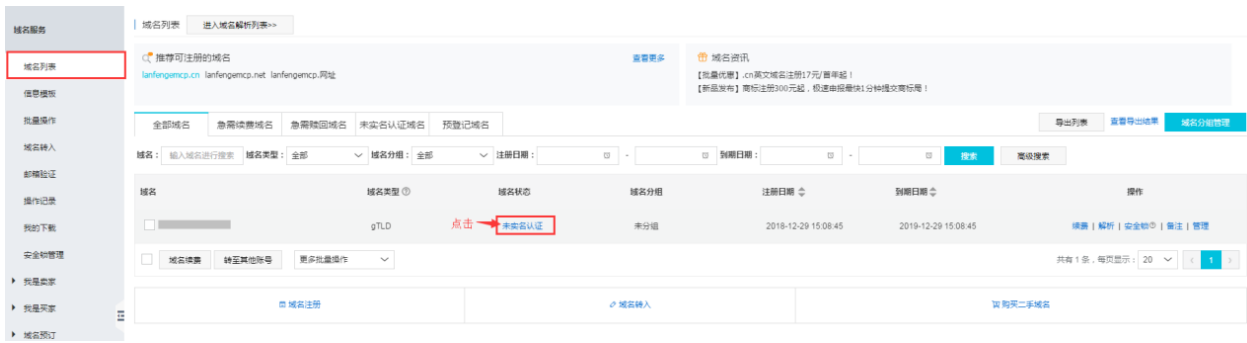 域名服务
域名列表
信息模板
批量操作
域名转入
邮箱验证
操作记录
我的下载
安全锁管理
我是卖家
我是买家
域名预订
域名列表 进入域名解析列表>>
推荐可注册的域名 查看更多
lanfengemcp.cn lanfengemcp.net lanfengemcp.网址
域名资讯
【批量优惠】.cn英文域名注册17元/首年起！
【新品发布】商标注册300元起，极速申报最快1分钟提交商标局！
全部域名 急需续费域名 急需赎回域名 未实名认证域名 预登记域名 导出列表 查看导出结果 域名分组管理
域名： 输入域名进行搜索 域名类型： 全部 域名分组： 全部 注册日期： - 到期日期： - 搜索 高级搜索
域名 域名类型 域名状态 域名分组 注册日期 到期日期 操作
gTLD 点击 未实名认证 未分组 2018-12-29 15:08:45 2019-12-29 15:08:45 续费 | 解析 | 安全锁 | 备注 | 管理
域名续费 转至其他账号 更多批量操作 共有 1 条，每页显示： 20 < 1 >
域名注册 域名转入 购买二手域名